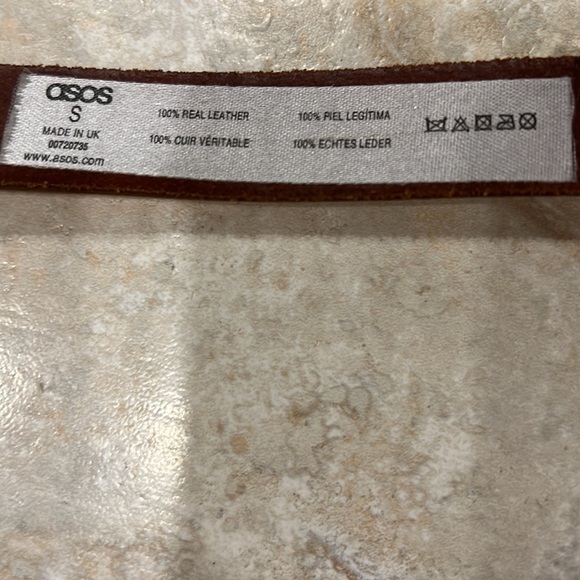 asos
S
MADE IN UK
00720735
www.asos.com
100% REAL LEATHER
100% CUIR VÉRITABLE
100% PIEL LEGÍTIMA
100% ECHTES LEDER